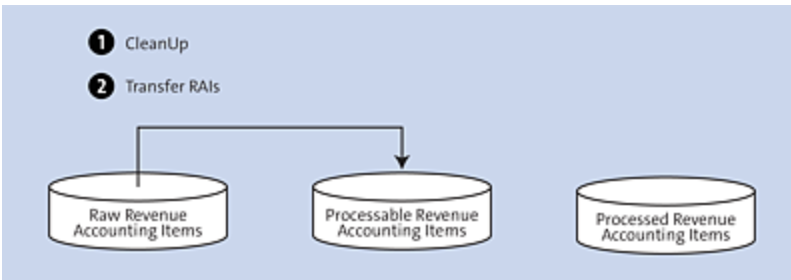 1 CleanUp
2 Transfer RAIs
Raw Revenue
Accounting Items
Processable Revenue
Accounting Items
Processed Revenue
Accounting Items